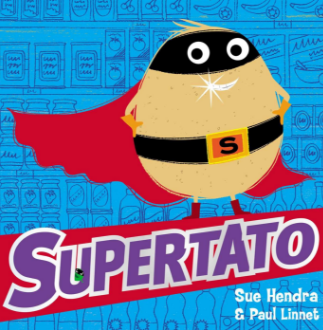 S
SUPERTATO
Sue Hendra
& Paul Linnet